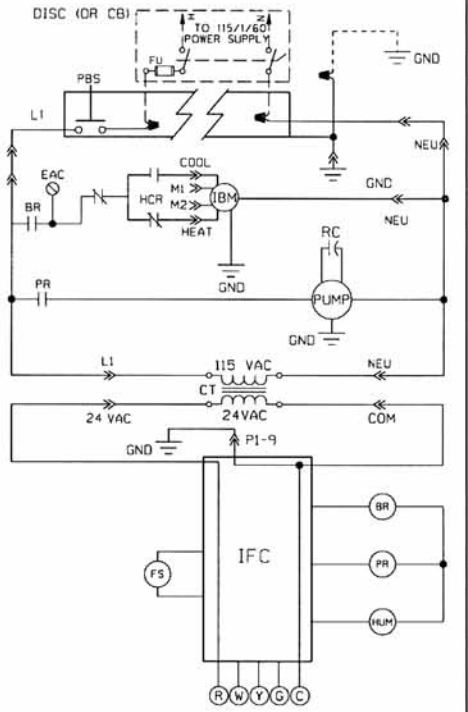 DISC (OR CB)
H N
TO 115/1/60
POWER SUPPLY
FU
GND
PBS
L1
NEU
EAC
COOL
BR
HCR
M1
M2
IBM
GND
NEU
HEAT
GND
RC
PR
PUMP
GND
L1
115 VAC
NEU
CT
24 VAC
24VAC
COM
GND
P1-9
BR
IFC
FS
PR
HUM
R W Y G C